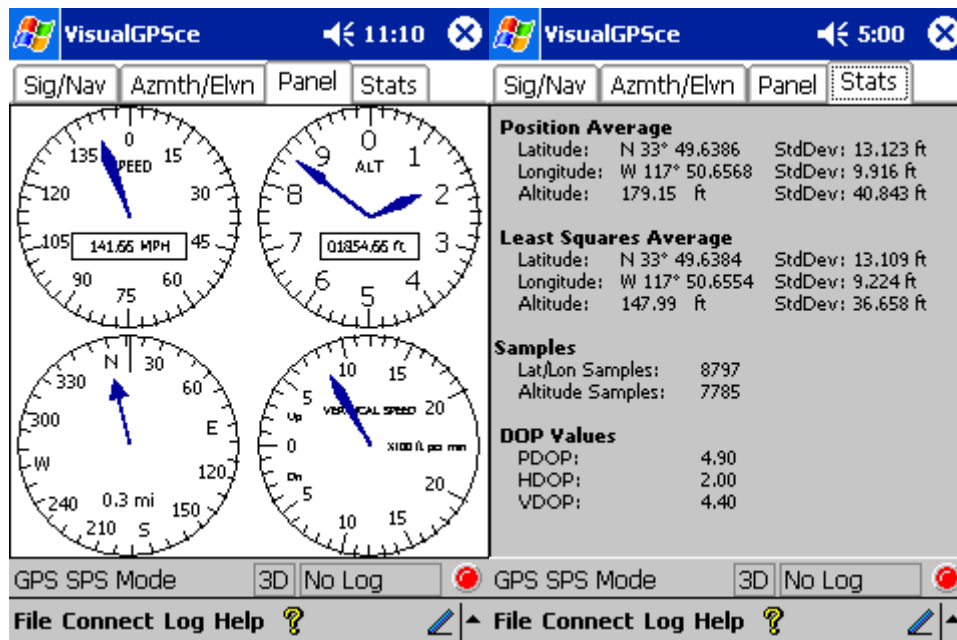 VisualGPSce 11:10
Sig/Nav Azmth/Elvn Panel Stats
0
135 SPEED 15
120 30
105 141.66 MPH 45
90 60
75
0
9 ALT 1
8 2
7 01854.66 ft. 3
6 4
5
N 30
330 60
300 E
W 120
240 0.3 mi 150
210 S
10 15
5
Up VERTICAL SPEED 20
0 X100 ft. per min
Dn
5 20
10 15
GPS SPS Mode 3D No Log
File Connect Log Help ?
VisualGPSce 5:00
Sig/Nav Azmth/Elvn Panel Stats
Position Average
Latitude: N 33° 49.6386 StdDev: 13.123 ft
Longitude: W 117° 50.6568 StdDev: 9.916 ft
Altitude: 179.15 ft StdDev: 40.843 ft
Least Squares Average
Latitude: N 33° 49.6384 StdDev: 13.109 ft
Longitude: W 117° 50.6554 StdDev: 9.224 ft
Altitude: 147.99 ft StdDev: 36.658 ft
Samples
Lat/Lon Samples: 8797
Altitude Samples: 7785
DOP Values
PDOP: 4.90
HDOP: 2.00
VDOP: 4.40
GPS SPS Mode 3D No Log
File Connect Log Help ?